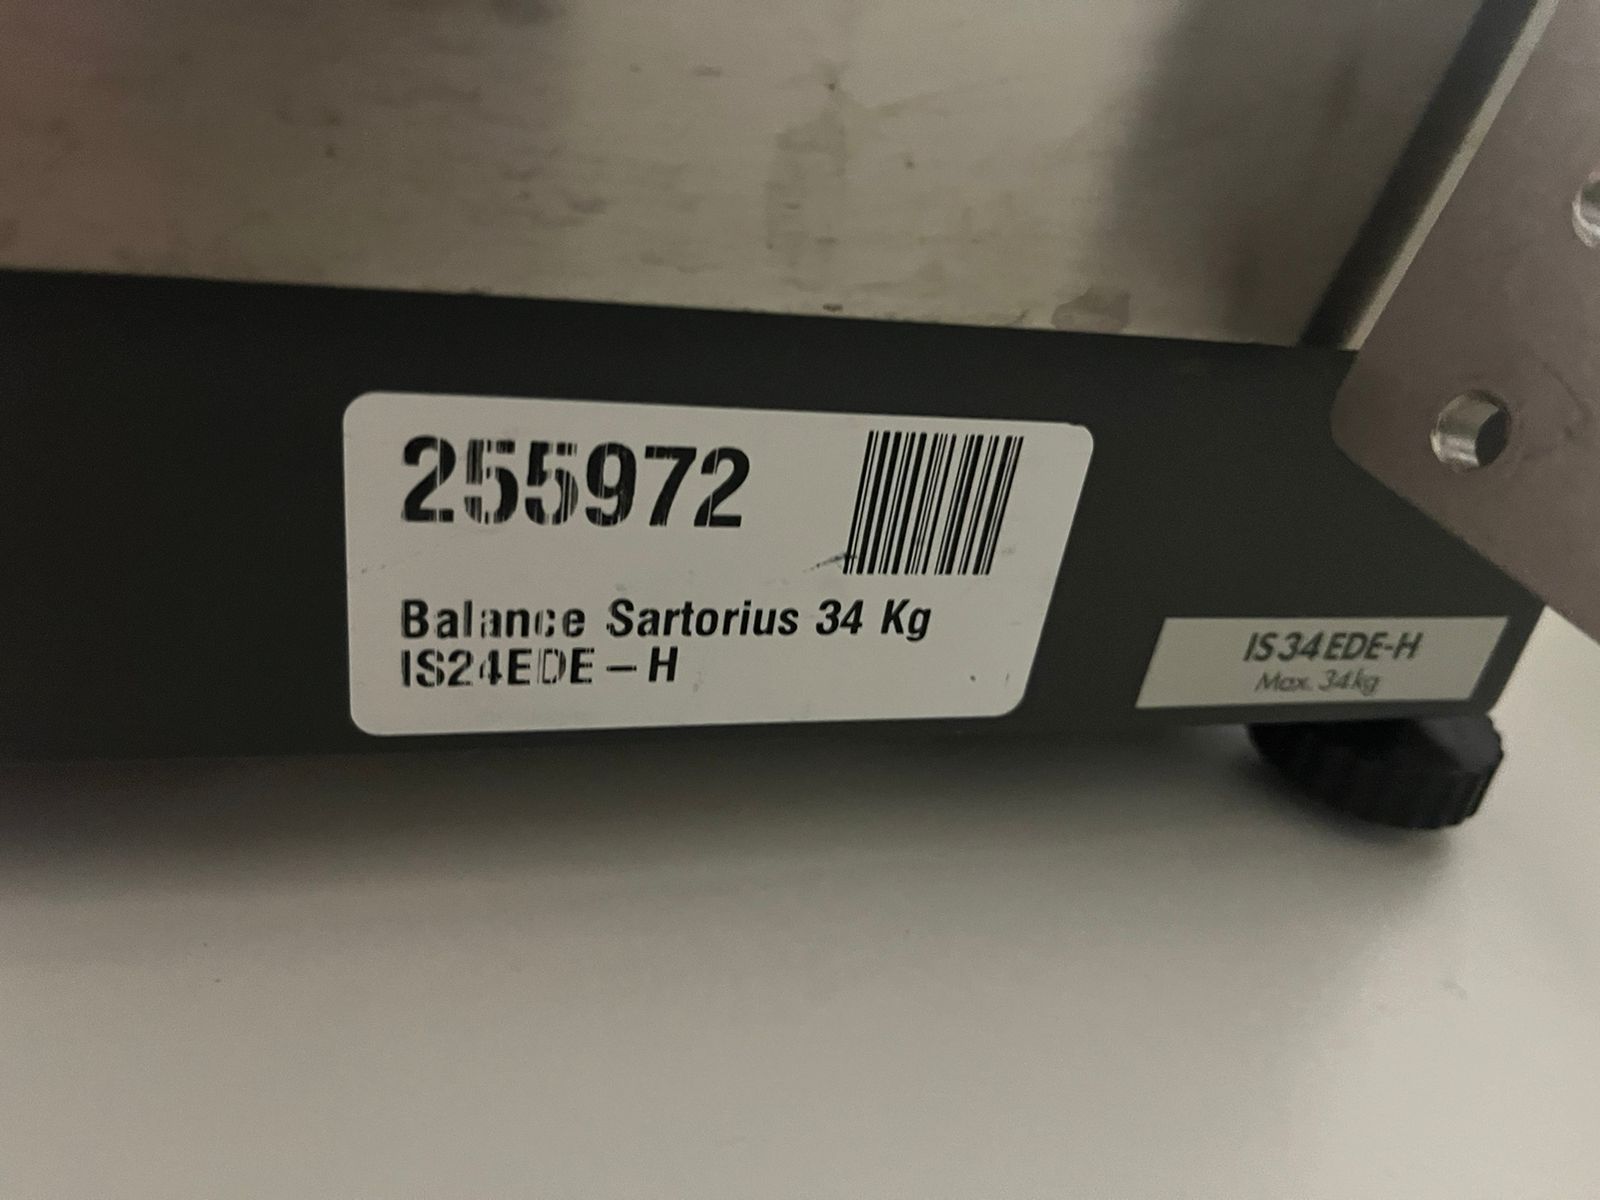 255972
Balance Sartorius 34 Kg
IS24EDE-H
IS34EDE-H
Max. 34kg